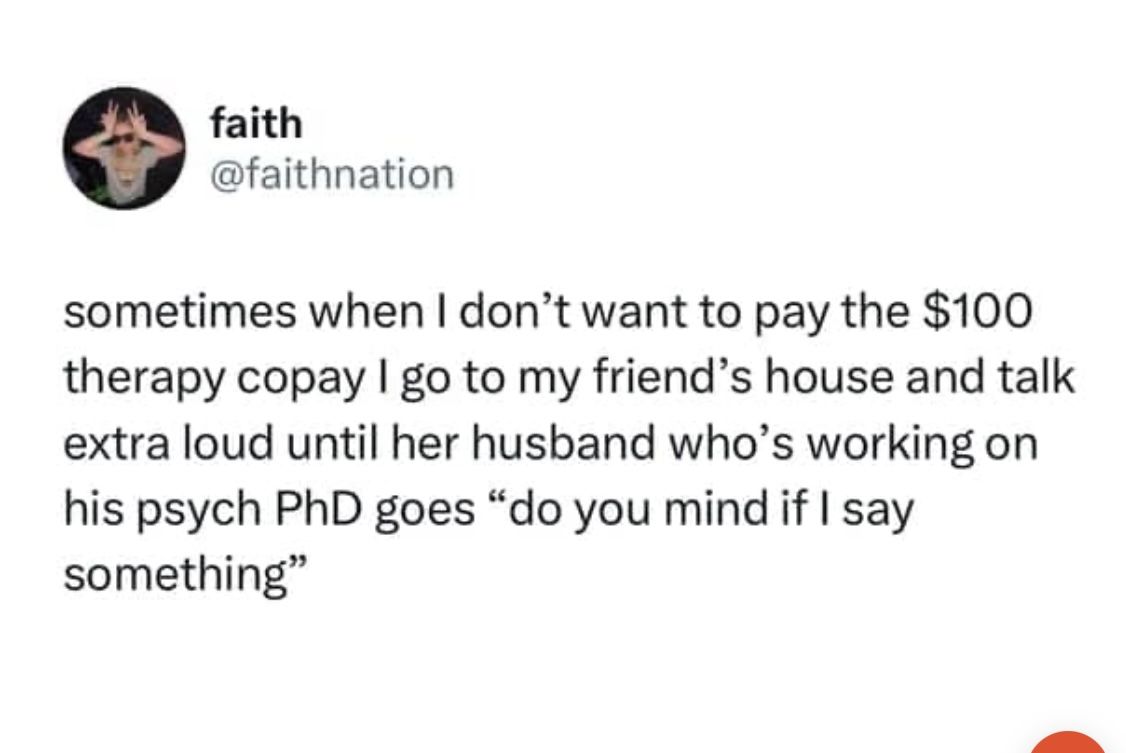 faith
@faithnation
sometimes when I don’t want to pay the $100
therapy copay I go to my friend’s house and talk
extra loud until her husband who’s working on
his psych PhD goes “do you mind if I say
something”